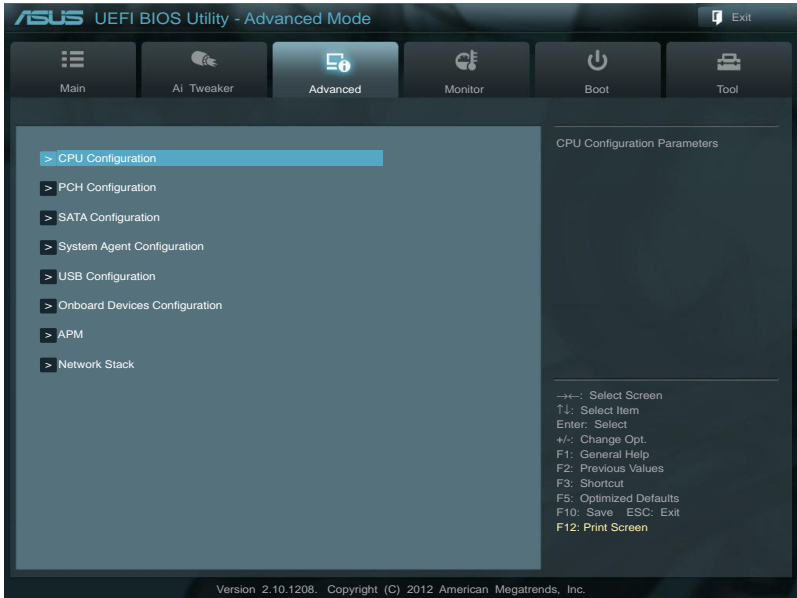 ASUS UEFI BIOS Utility - Advanced Mode
Exit
Main
Ai Tweaker
Advanced
Monitor
Boot
Tool
> CPU Configuration
> PCH Configuration
> SATA Configuration
> System Agent Configuration
> USB Configuration
> Onboard Devices Configuration
> APM
> Network Stack
CPU Configuration Parameters
→←: Select Screen
↑↓: Select Item
Enter: Select
+/-: Change Opt.
F1: General Help
F2: Previous Values
F3: Shortcut
F5: Optimized Defaults
F10: Save ESC: Exit
F12: Print Screen
Version 2.10.1208. Copyright (C) 2012 American Megatrends, Inc.